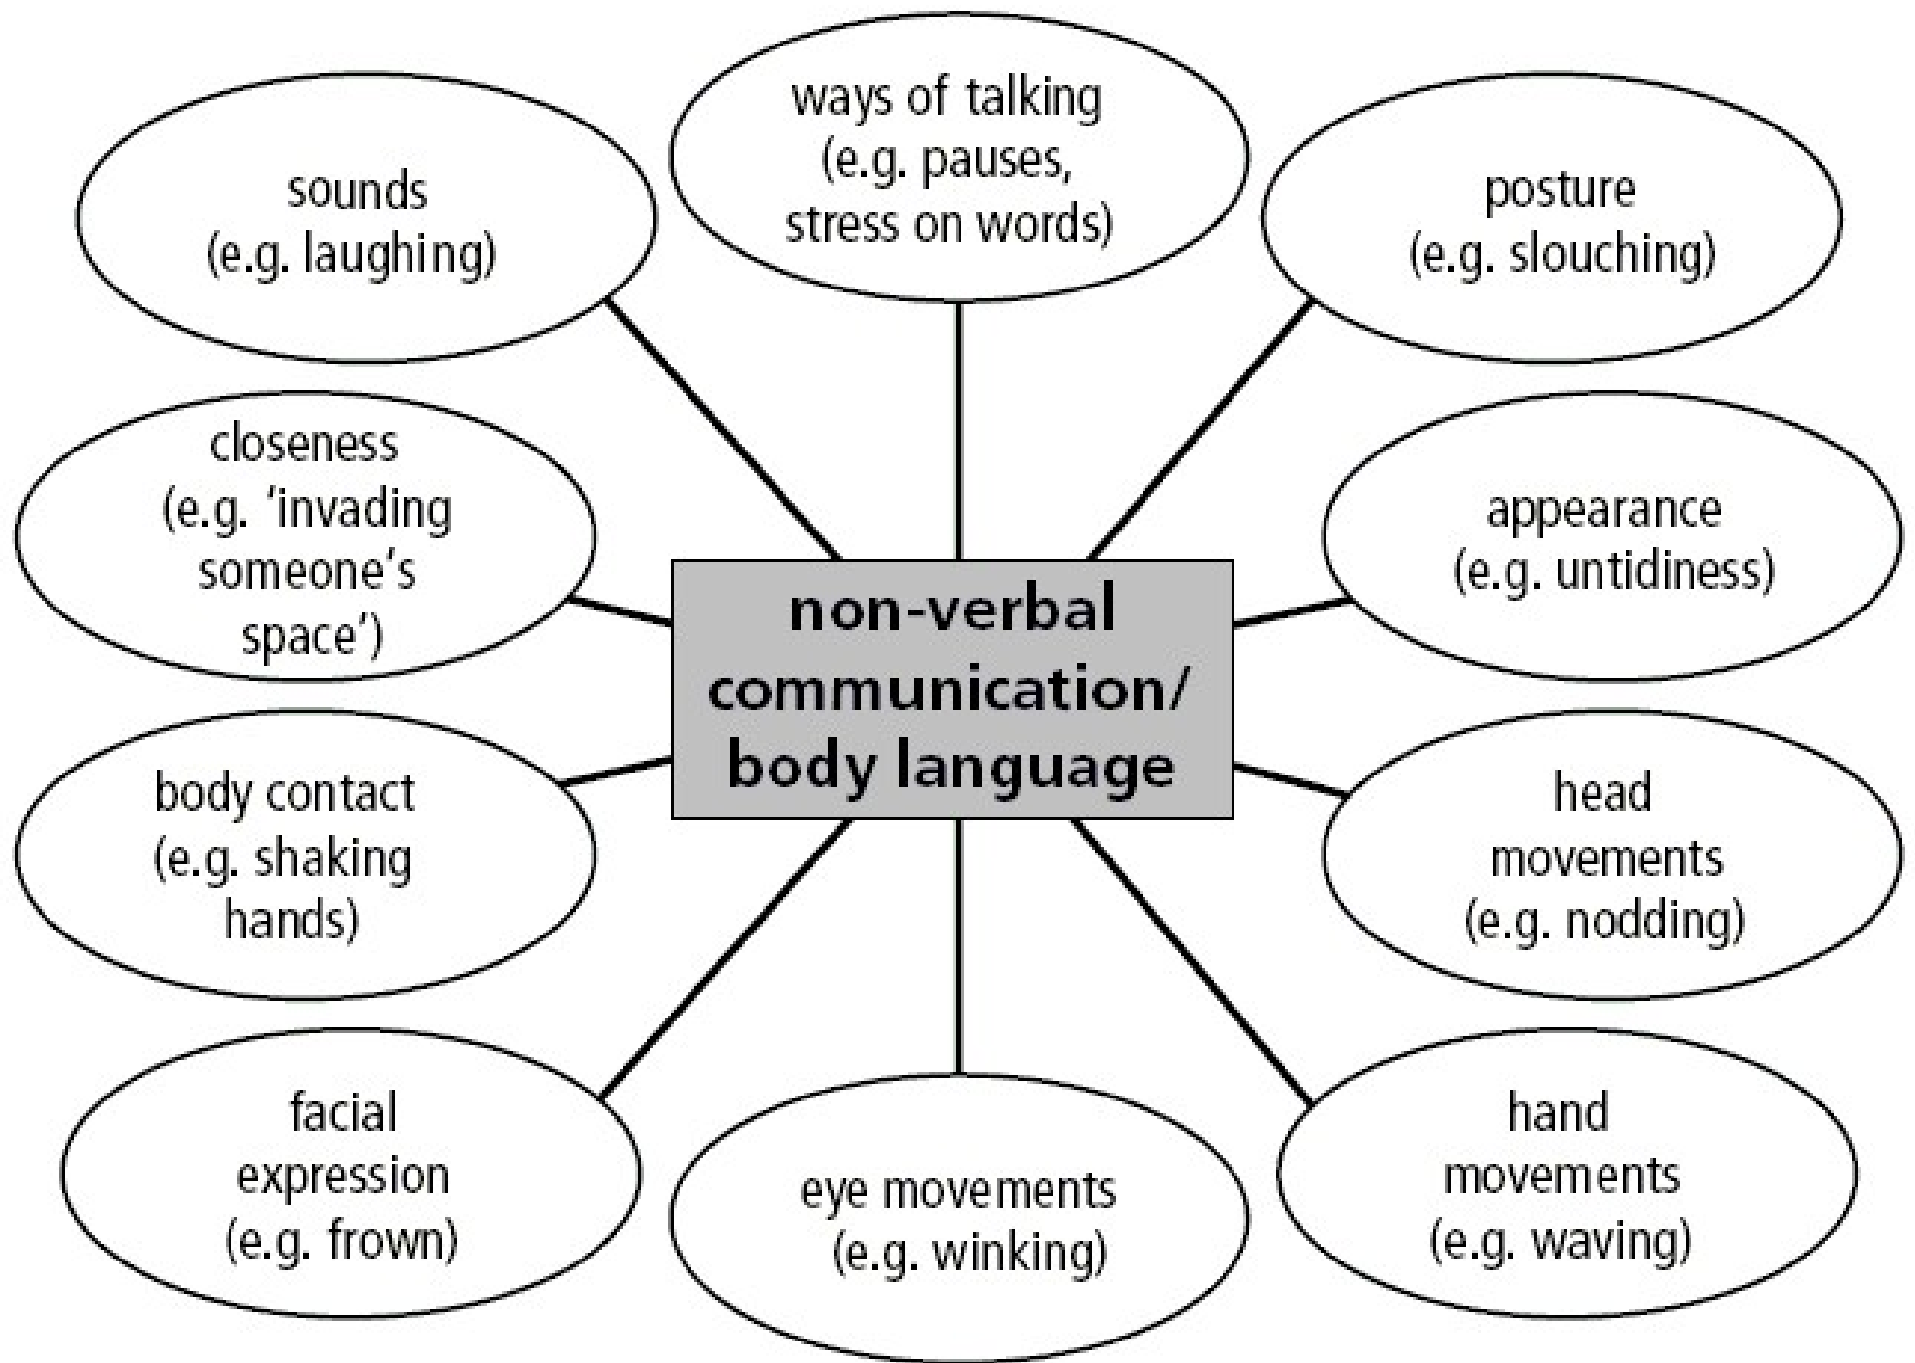 ways of talking
(e.g. pauses,
stress on words)
sounds
(e.g. laughing)
posture
(e.g. slouching)
closeness
(e.g. ‘invading
someone’s
space’)
appearance
(e.g. untidiness)
non-verbal
communication/
body language
body contact
(e.g. shaking
hands)
head
movements
(e.g. nodding)
facial
expression
(e.g. frown)
eye movements
(e.g. winking)
hand
movements
(e.g. waving)